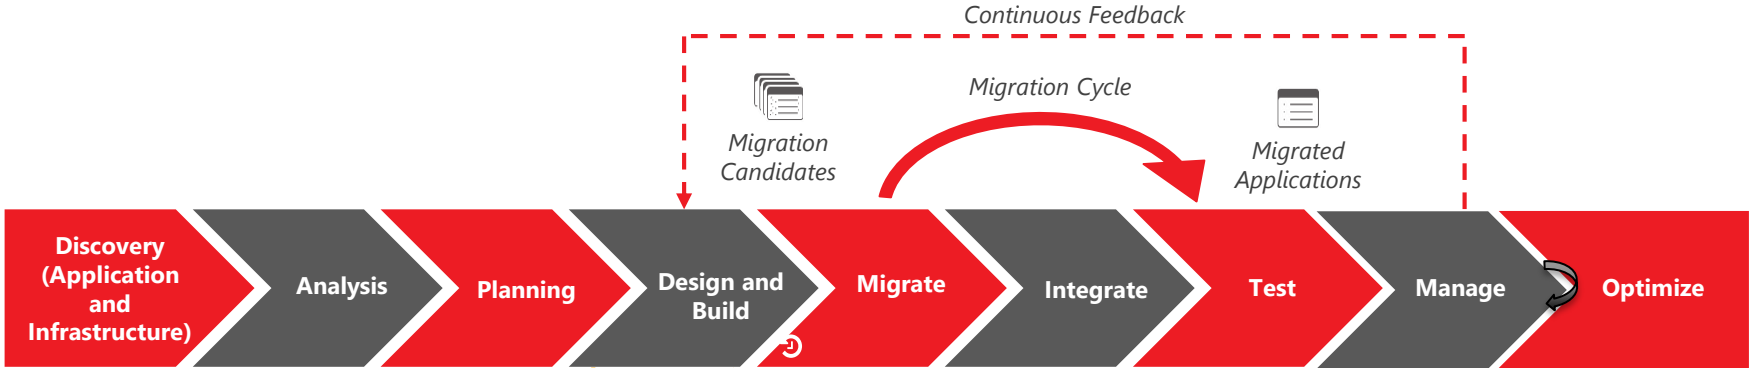 Continuous Feedback
Migration Cycle
Migration
Candidates
Migrated
Applications
Discovery
(Application
and
Infrastructure)
Analysis
Planning
Design and
Build
Migrate
Integrate
Test
Manage
Optimize